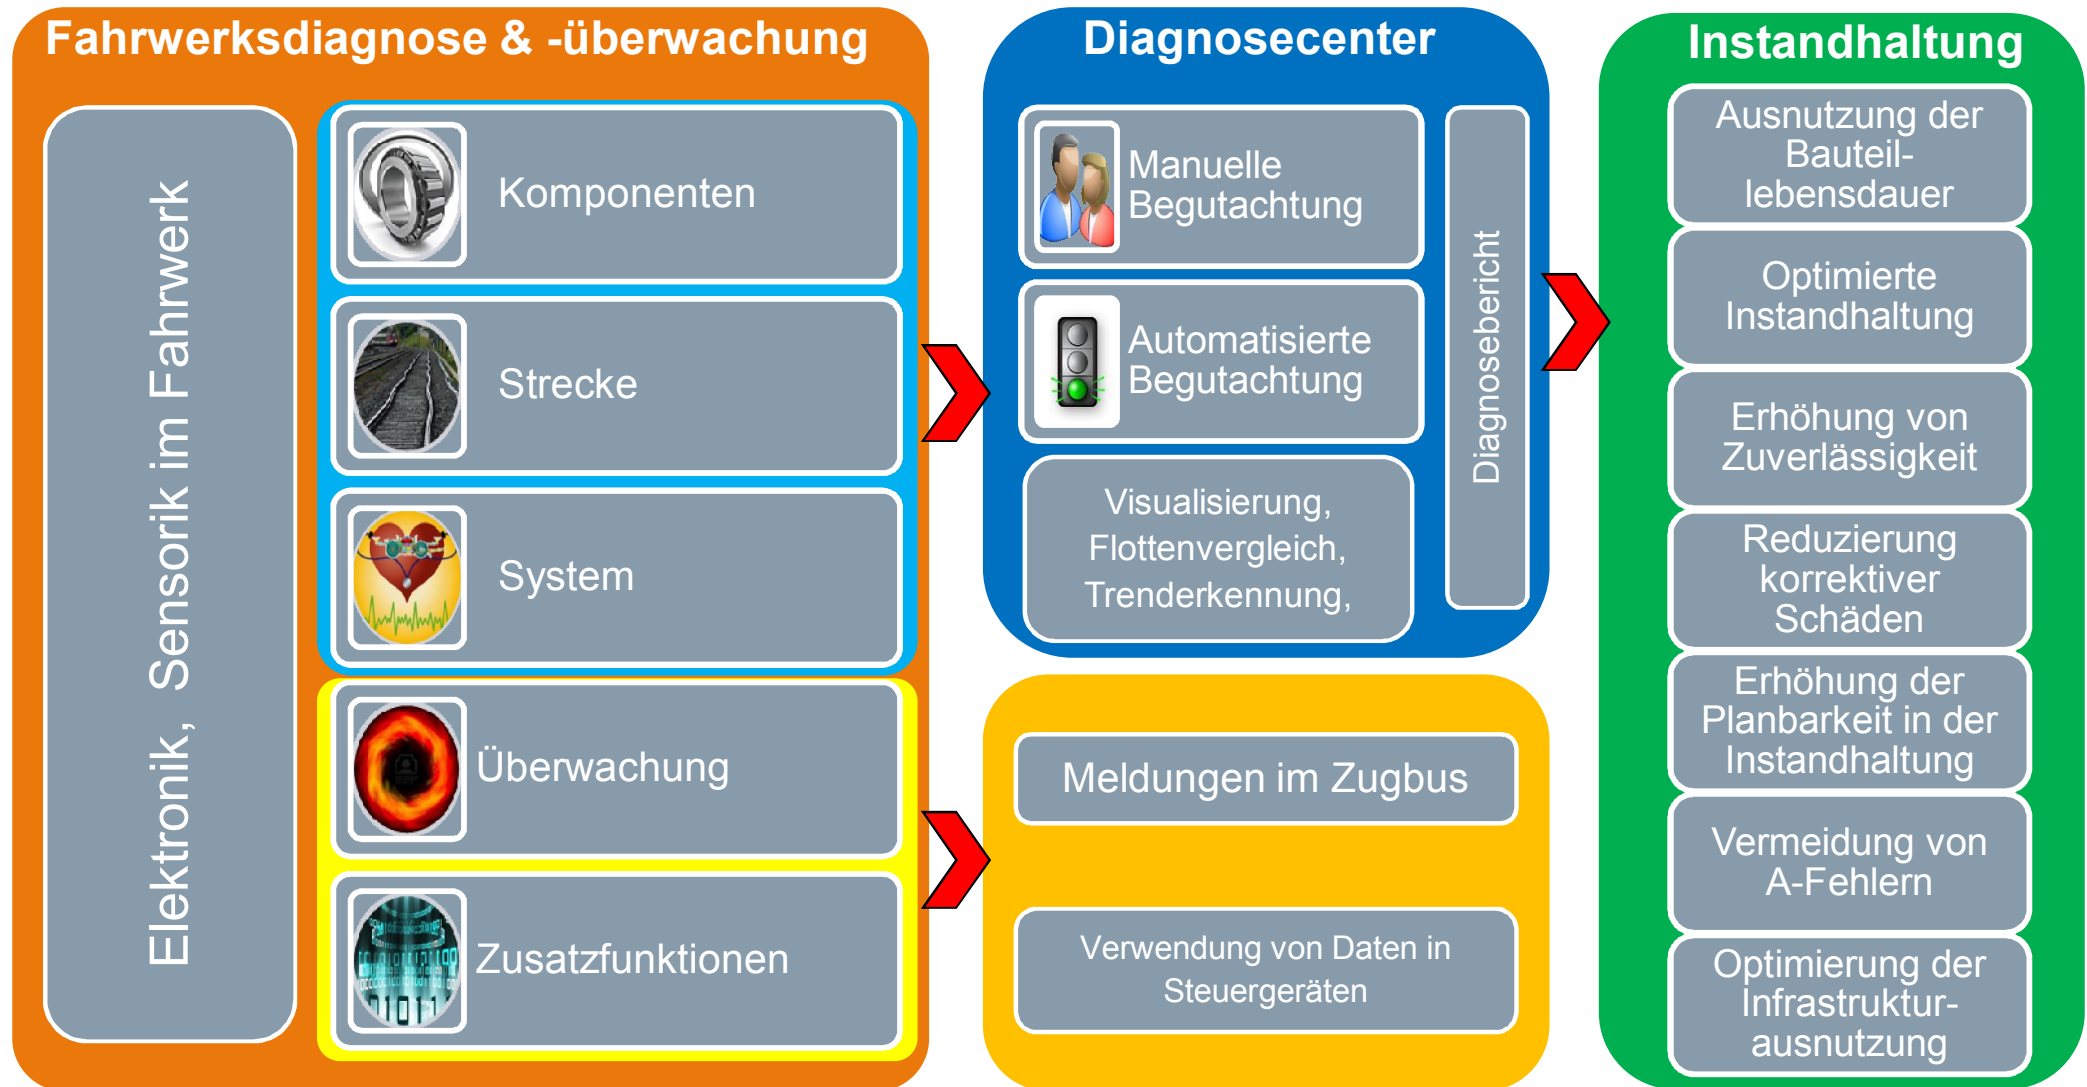 Fahrwerksdiagnose & -überwachung
Elektronik, Sensorik im Fahrwerk
Komponenten
Strecke
System
Überwachung
Zusatzfunktionen
Diagnosecenter
Manuelle
Begutachtung
Automatisierte
Begutachtung
Visualisierung,
Flottenvergleich,
Trenderkennung,
Diagnosebericht
Meldungen im Zugbus
Verwendung von Daten in
Steuergeräten
Instandhaltung
Ausnutzung der
Bauteil-
lebensdauer
Optimierte
Instandhaltung
Erhöhung von
Zuverlässigkeit
Reduzierung
korrektiver
Schäden
Erhöhung der
Planbarkeit in der
Instandhaltung
Vermeidung von
A-Fehlern
Optimierung der
Infrastruktur-
ausnutzung